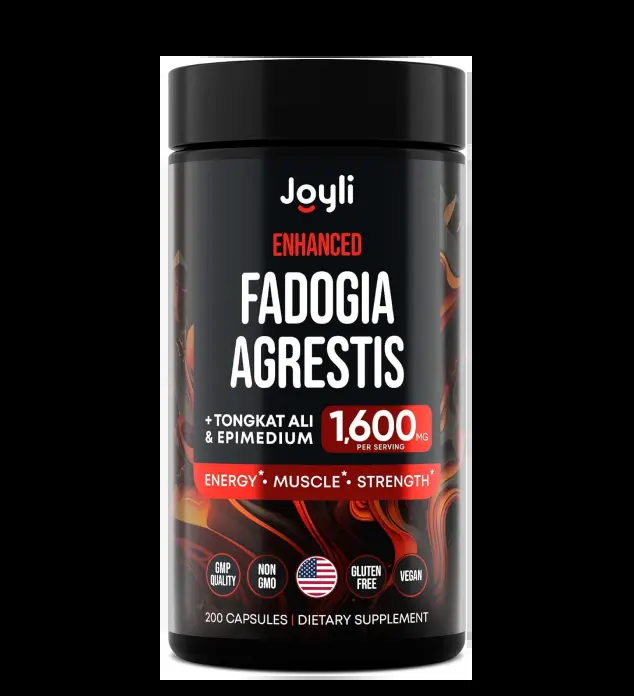 Joyli
ENHANCED
FADOGIA
AGRESTIS
+ TONGKAT ALI
& EPIMEDIUM
1,600 MG
PER SERVING
ENERGY* • MUSCLE* • STRENGTH*
GMP
QUALITY
NON
GMO
GLUTEN
FREE
VEGAN
200 CAPSULES | DIETARY SUPPLEMENT